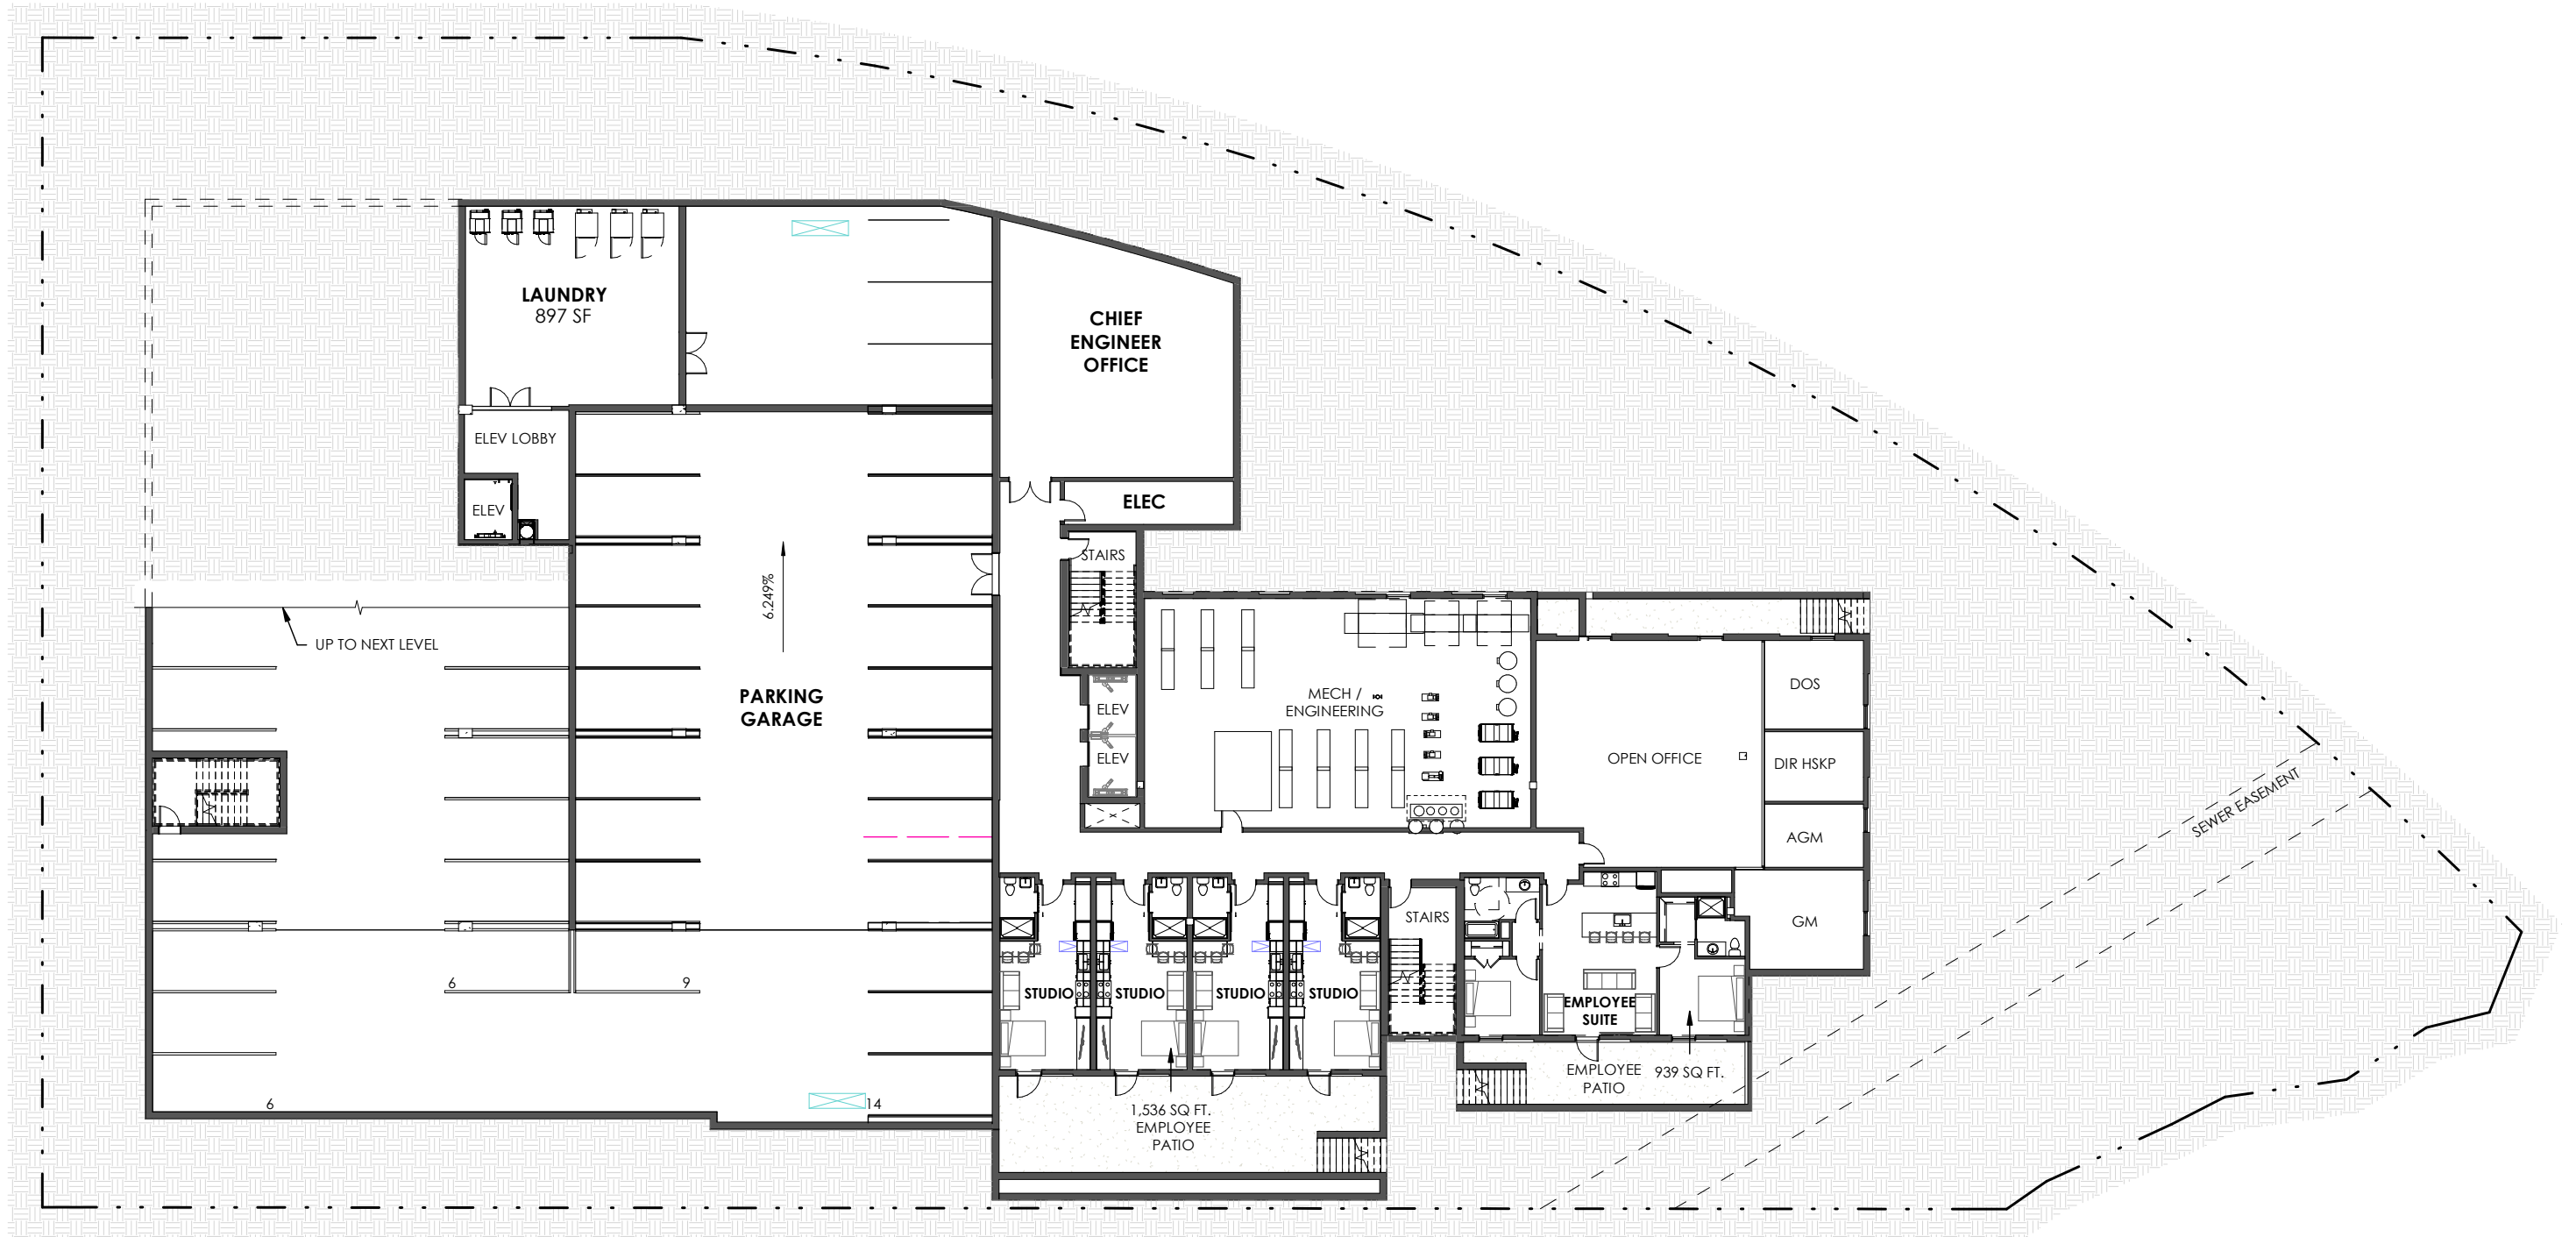 LAUNDRY
897 SF
CHIEF
ENGINEER
OFFICE
ELEV LOBBY
ELEV
ELEC
STAIRS
6.249%
UP TO NEXT LEVEL
PARKING
GARAGE
ELEV
ELEV
MECH /
ENGINEERING
OPEN OFFICE
DOS
DIR HSKP
AGM
GM
SEWER EASEMENT
STAIRS
6
9
STUDIO
STUDIO
STUDIO
STUDIO
EMPLOYEE
SUITE
EMPLOYEE
PATIO
939 SQ FT.
6
14
1,536 SQ FT.
EMPLOYEE
PATIO